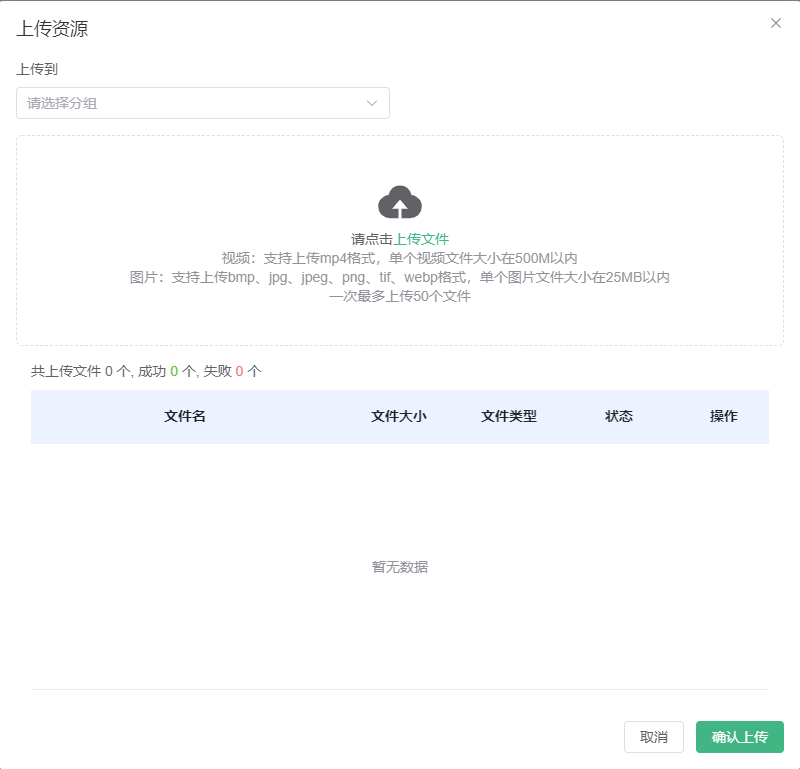 上传资源
上传到
请选择分组
请点击上传文件
视频：支持上传mp4格式，单个视频文件大小在500M以内
图片：支持上传bmp、jpg、jpeg、png、tif、webp格式，单个图片文件大小在25MB以内
一次最多上传50个文件
共上传文件 0 个, 成功 0 个, 失败 0 个
文件名 文件大小 文件类型 状态 操作
暂无数据
取消 确认上传